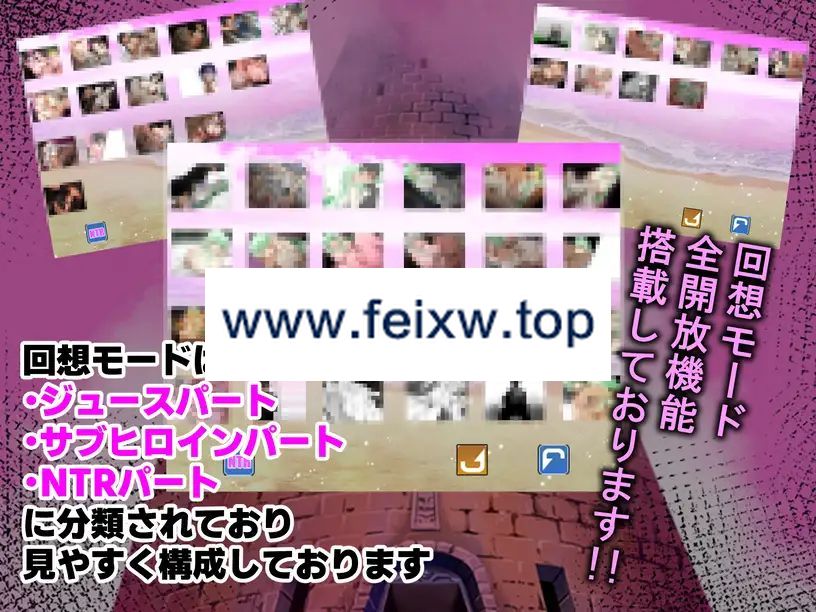 回想モード
全開放機能
搭載しております!!
www.feixw.top
回想モードは
・ジュースパート
・サブヒロインパート
・NTRパート
に分類されており
見やすく構成しております
NTR
NTR